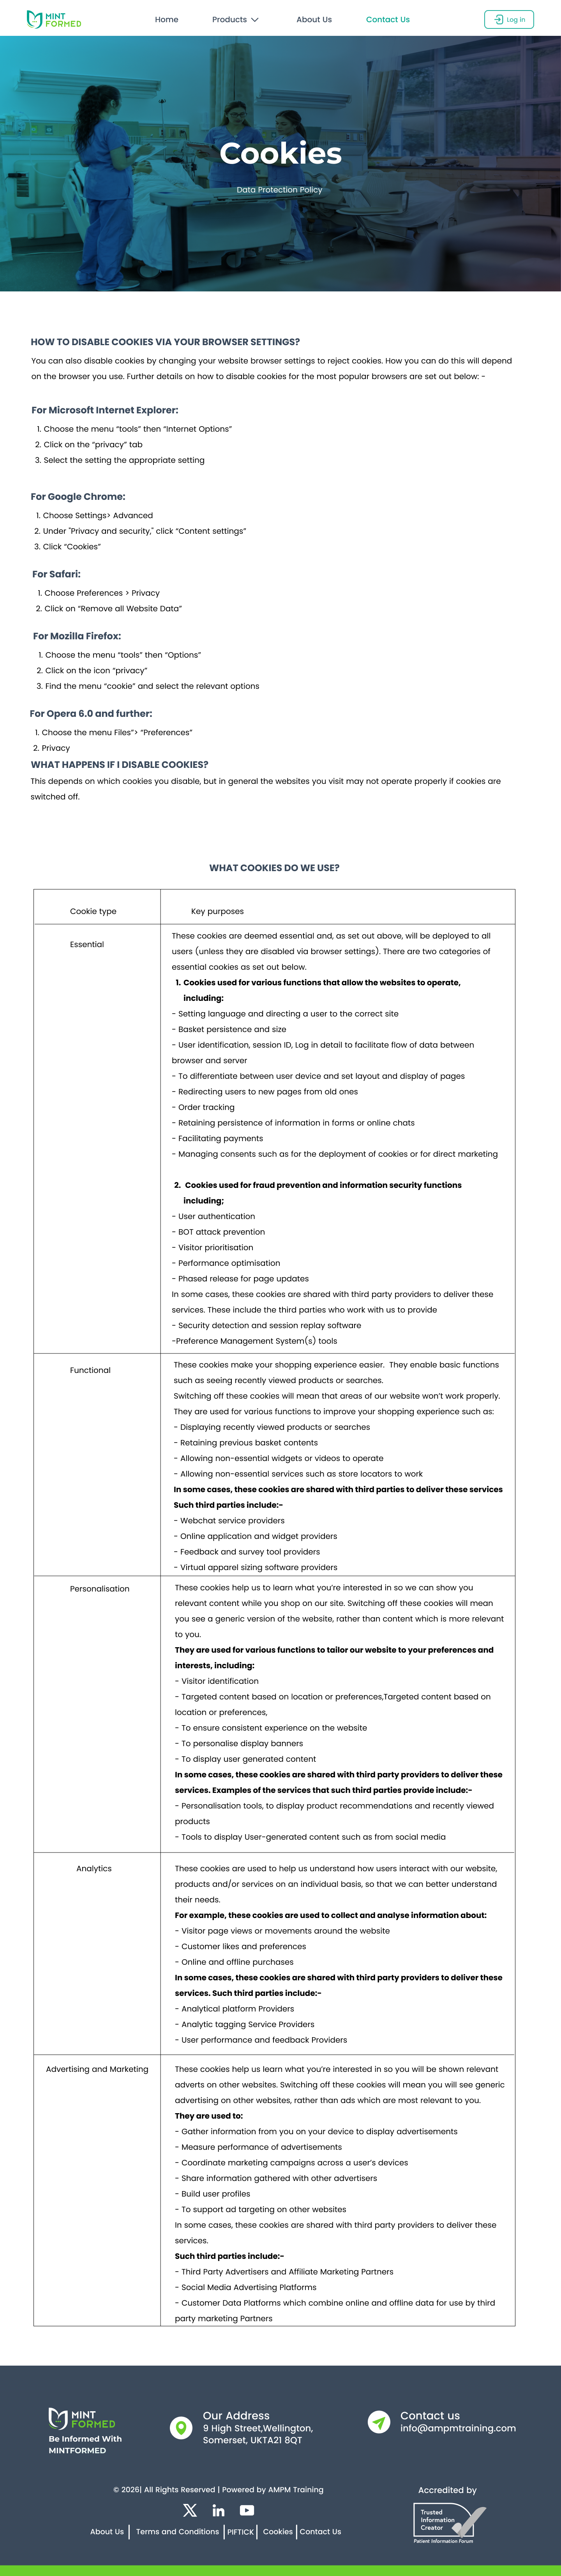 MINT
FORMED
Home
Products
About Us
Contact Us
Log in
Cookies
Data Protection Policy
HOW TO DISABLE COOKIES VIA YOUR BROWSER SETTINGS?
You can also disable cookies by changing your website browser settings to reject cookies. How you can do this will depend
on the browser you use. Further details on how to disable cookies for the most popular browsers are set out below: -
For Microsoft Internet Explorer:
1. Choose the menu “tools” then “Internet Options”
2. Click on the “privacy” tab
3. Select the setting the appropriate setting
For Google Chrome:
1. Choose Settings> Advanced
2. Under "Privacy and security," click “Content settings”
3. Click “Cookies”
For Safari:
1. Choose Preferences > Privacy
2. Click on “Remove all Website Data”
For Mozilla Firefox:
1. Choose the menu “tools” then “Options”
2. Click on the icon “privacy”
3. Find the menu “cookie” and select the relevant options
For Opera 6.0 and further:
1. Choose the menu Files”> “Preferences”
2. Privacy
WHAT HAPPENS IF I DISABLE COOKIES?
This depends on which cookies you disable, but in general the websites you visit may not operate properly if cookies are
switched off.
WHAT COOKIES DO WE USE?
Cookie type
Key purposes
Essential
These cookies are deemed essential and, as set out above, will be deployed to all
users (unless they are disabled via browser settings). There are two categories of
essential cookies as set out below.
1. Cookies used for various functions that allow the websites to operate,
including:
- Setting language and directing a user to the correct site
- Basket persistence and size
- User identification, session ID, Log in detail to facilitate flow of data between
browser and server
- To differentiate between user device and set layout and display of pages
- Redirecting users to new pages from old ones
- Order tracking
- Retaining persistence of information in forms or online chats
- Facilitating payments
- Managing consents such as for the deployment of cookies or for direct marketing
2. Cookies used for fraud prevention and information security functions
including;
- User authentication
- BOT attack prevention
- Visitor prioritisation
- Performance optimisation
- Phased release for page updates
In some cases, these cookies are shared with third party providers to deliver these
services. These include the third parties who work with us to provide
- Security detection and session replay software
-Preference Management System(s) tools
Functional
These cookies make your shopping experience easier. They enable basic functions
such as seeing recently viewed products or searches.
Switching off these cookies will mean that areas of our website won’t work properly.
They are used for various functions to improve your shopping experience such as:
- Displaying recently viewed products or searches
- Retaining previous basket contents
- Allowing non-essential widgets or videos to operate
- Allowing non-essential services such as store locators to work
In some cases, these cookies are shared with third parties to deliver these services
Such third parties include:-
- Webchat service providers
- Online application and widget providers
- Feedback and survey tool providers
- Virtual apparel sizing software providers
Personalisation
These cookies help us to learn what you’re interested in so we can show you
relevant content while you shop on our site. Switching off these cookies will mean
you see a generic version of the website, rather than content which is more relevant
to you.
They are used for various functions to tailor our website to your preferences and
interests, including:
- Visitor identification
- Targeted content based on location or preferences,Targeted content based on
location or preferences,
- To ensure consistent experience on the website
- To personalise display banners
- To display user generated content
In some cases, these cookies are shared with third party providers to deliver these
services. Examples of the services that such third parties provide include:-
- Personalisation tools, to display product recommendations and recently viewed
products
- Tools to display User-generated content such as from social media
Analytics
These cookies are used to help us understand how users interact with our website,
products and/or services on an individual basis, so that we can better understand
their needs.
For example, these cookies are used to collect and analyse information about:
- Visitor page views or movements around the website
- Customer likes and preferences
- Online and offline purchases
In some cases, these cookies are shared with third party providers to deliver these
services. Such third parties include:-
- Analytical platform Providers
- Analytic tagging Service Providers
- User performance and feedback Providers
Advertising and Marketing
These cookies help us learn what you’re interested in so you will be shown relevant
adverts on other websites. Switching off these cookies will mean you will see generic
advertising on other websites, rather than ads which are most relevant to you.
They are used to:
- Gather information from you on your device to display advertisements
- Measure performance of advertisements
- Coordinate marketing campaigns across a user’s devices
- Share information gathered with other advertisers
- Build user profiles
- To support ad targeting on other websites
In some cases, these cookies are shared with third party providers to deliver these
services.
Such third parties include:-
- Third Party Advertisers and Affiliate Marketing Partners
- Social Media Advertising Platforms
- Customer Data Platforms which combine online and offline data for use by third
party marketing Partners
MINT
FORMED
Be Informed With
MINTFORMED
Our Address
9 High Street,Wellington,
Somerset, UKTA21 8QT
Contact us
info@ampmtraining.com
© 2026| All Rights Reserved | Powered by AMPM Training
About Us
Terms and Conditions
PIFTICK
Cookies
Contact Us
Accredited by
Trusted
Information
Creator
Patient Information Forum